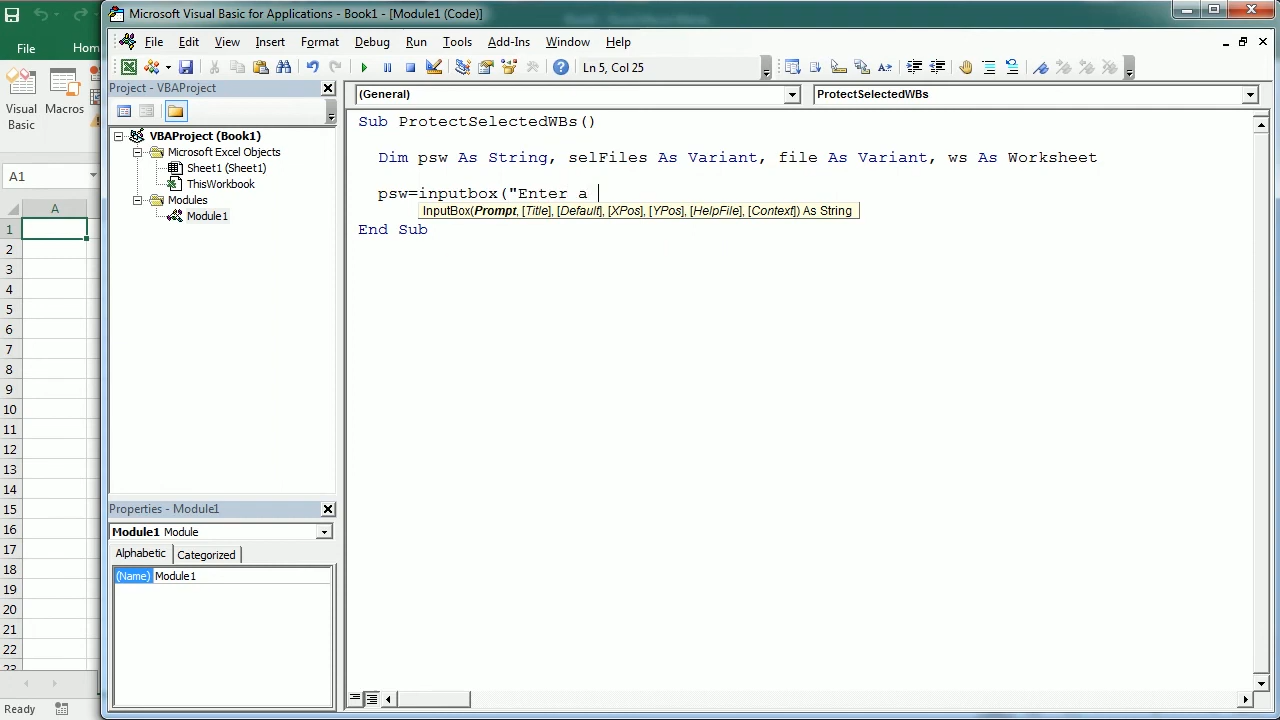 Microsoft Visual Basic for Applications - Book1 - [Module1 (Code)]
File Edit View Insert Format Debug Run Tools Add-Ins Window Help
File Hom
Ln 5, Col 25
Visual Basic
Macros
Project - VBAProject
(General) ProtectSelectedWBs
VBAProject (Book1)
Microsoft Excel Objects
Sheet1 (Sheet1)
ThisWorkbook
Modules
Module1
Sub ProtectSelectedWBs()
Dim psw As String, selFiles As Variant, file As Variant, ws As Worksheet
psw=inputbox("Enter a
InputBox(Prompt, [Title], [Default], [XPos], [YPos], [HelpFile], [Context]) As String
End Sub
A1
A
1
2
3
4
5
6
7
8
9
10
11
12
13
14
15
16
17
18
19
20
21
22
23
Properties - Module1
Module1 Module
Alphabetic Categorized
(Name) Module1
Ready